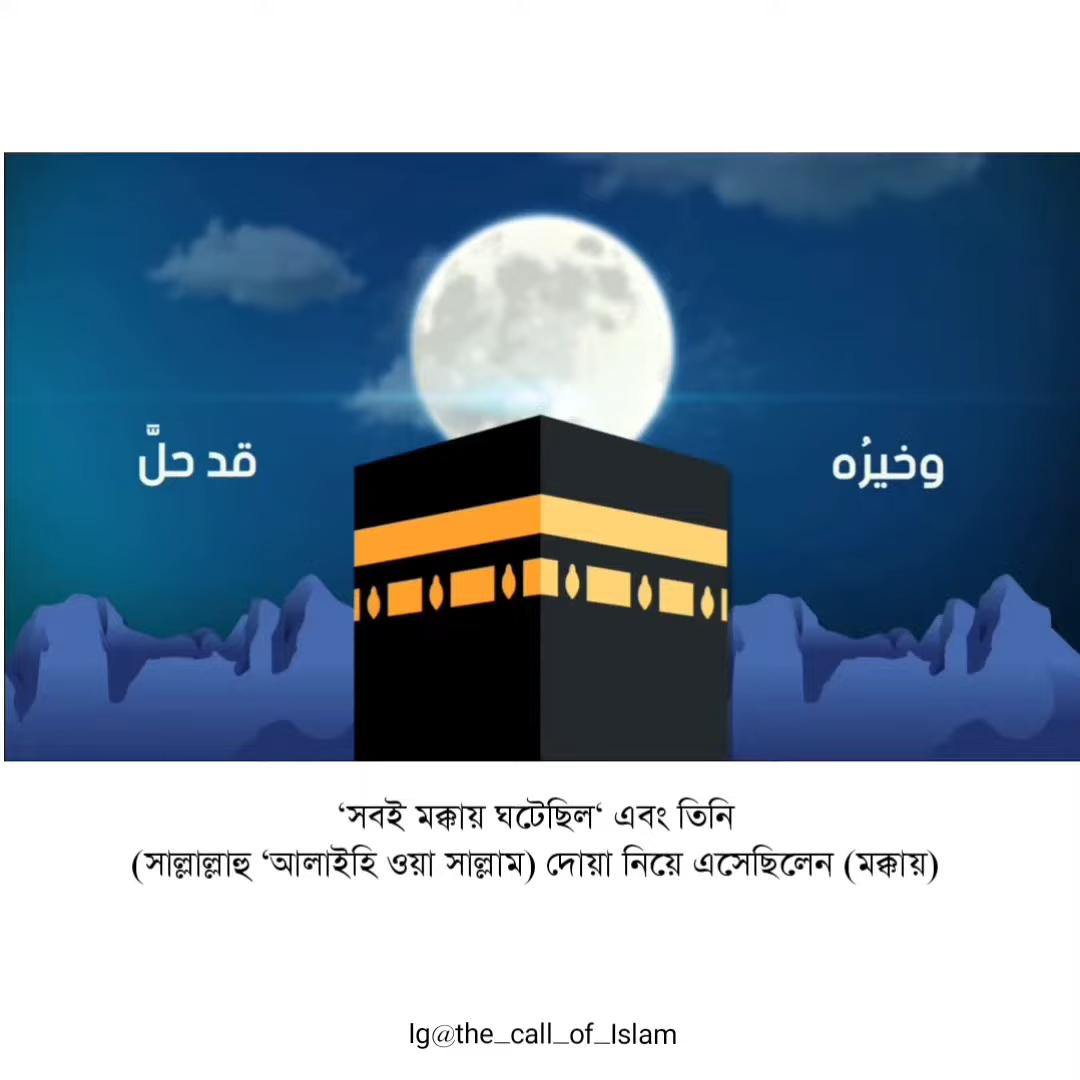 وخيرُه قد حلَّ
‘সবই মক্কায় ঘটেছিল‘ এবং তিনি
(সাল্লাল্লাহু ‘আলাইহি ওয়া সাল্লাম) দোয়া নিয়ে এসেছিলেন (মক্কায়)
Ig@the_call_of_Islam